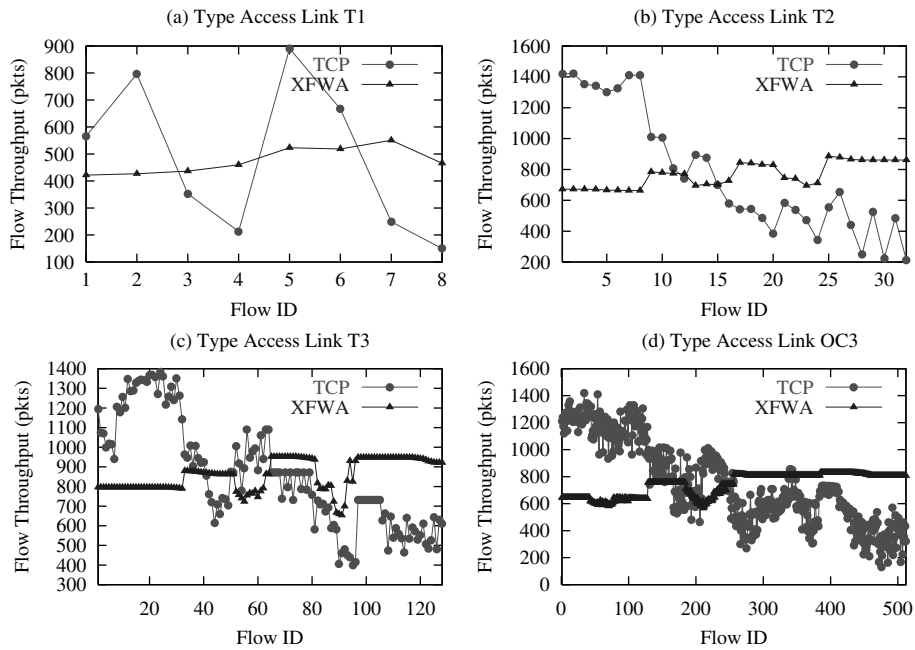 (a) Type Access Link T1
900
800
700
600
500
400
300
200
100
Flow Throughput (pkts)
TCP
XFWA
1 2 3 4 5 6 7 8
Flow ID
(b) Type Access Link T2
1600
1400
1200
1000
800
600
400
200
Flow Throughput (pkts)
TCP
XFWA
5 10 15 20 25 30
Flow ID
(c) Type Access Link T3
1400
1300
1200
1100
1000
900
800
700
600
500
400
300
Flow Throughput (pkts)
TCP
XFWA
20 40 60 80 100 120
Flow ID
(d) Type Access Link OC3
1600
1400
1200
1000
800
600
400
200
0
Flow Throughput (pkts)
TCP
XFWA
0 100 200 300 400 500
Flow ID